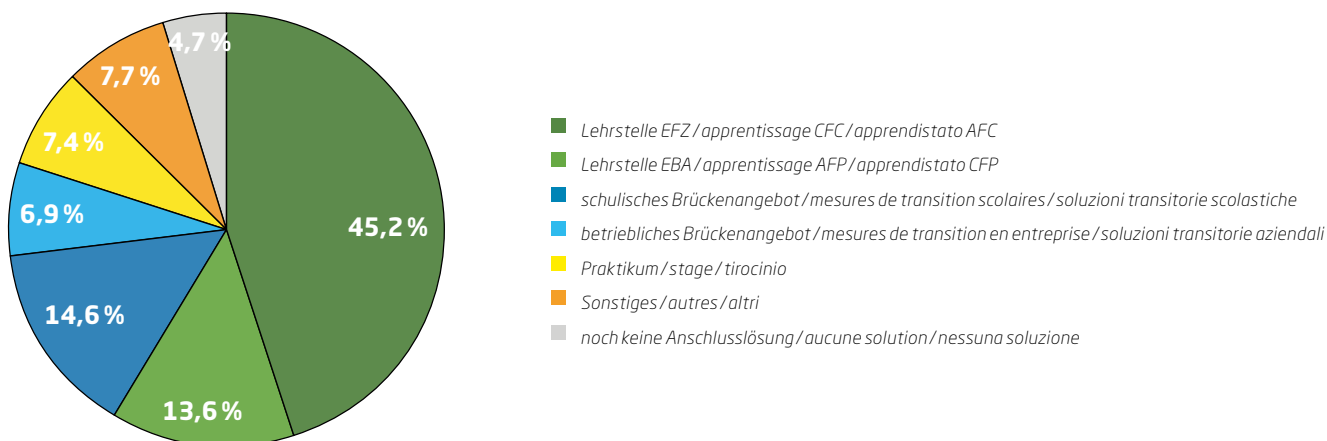 4,7 %
7,7 %
7,4 %
6,9 %
45,2 %
14,6 %
13,6 %
Lehrstelle EFZ / apprentissage CFC / apprendistato AFC
Lehrstelle EBA / apprentissage AFP / apprendistato CFP
schulisches Brückenangebot / mesures de transition scolaires / soluzioni transitorie scolastiche
betriebliches Brückenangebot / mesures de transition en entreprise / soluzioni transitorie aziendali
Praktikum / stage / tirocinio
Sonstiges / autres / altri
noch keine Anschlusslösung / aucune solution / nessuna soluzione